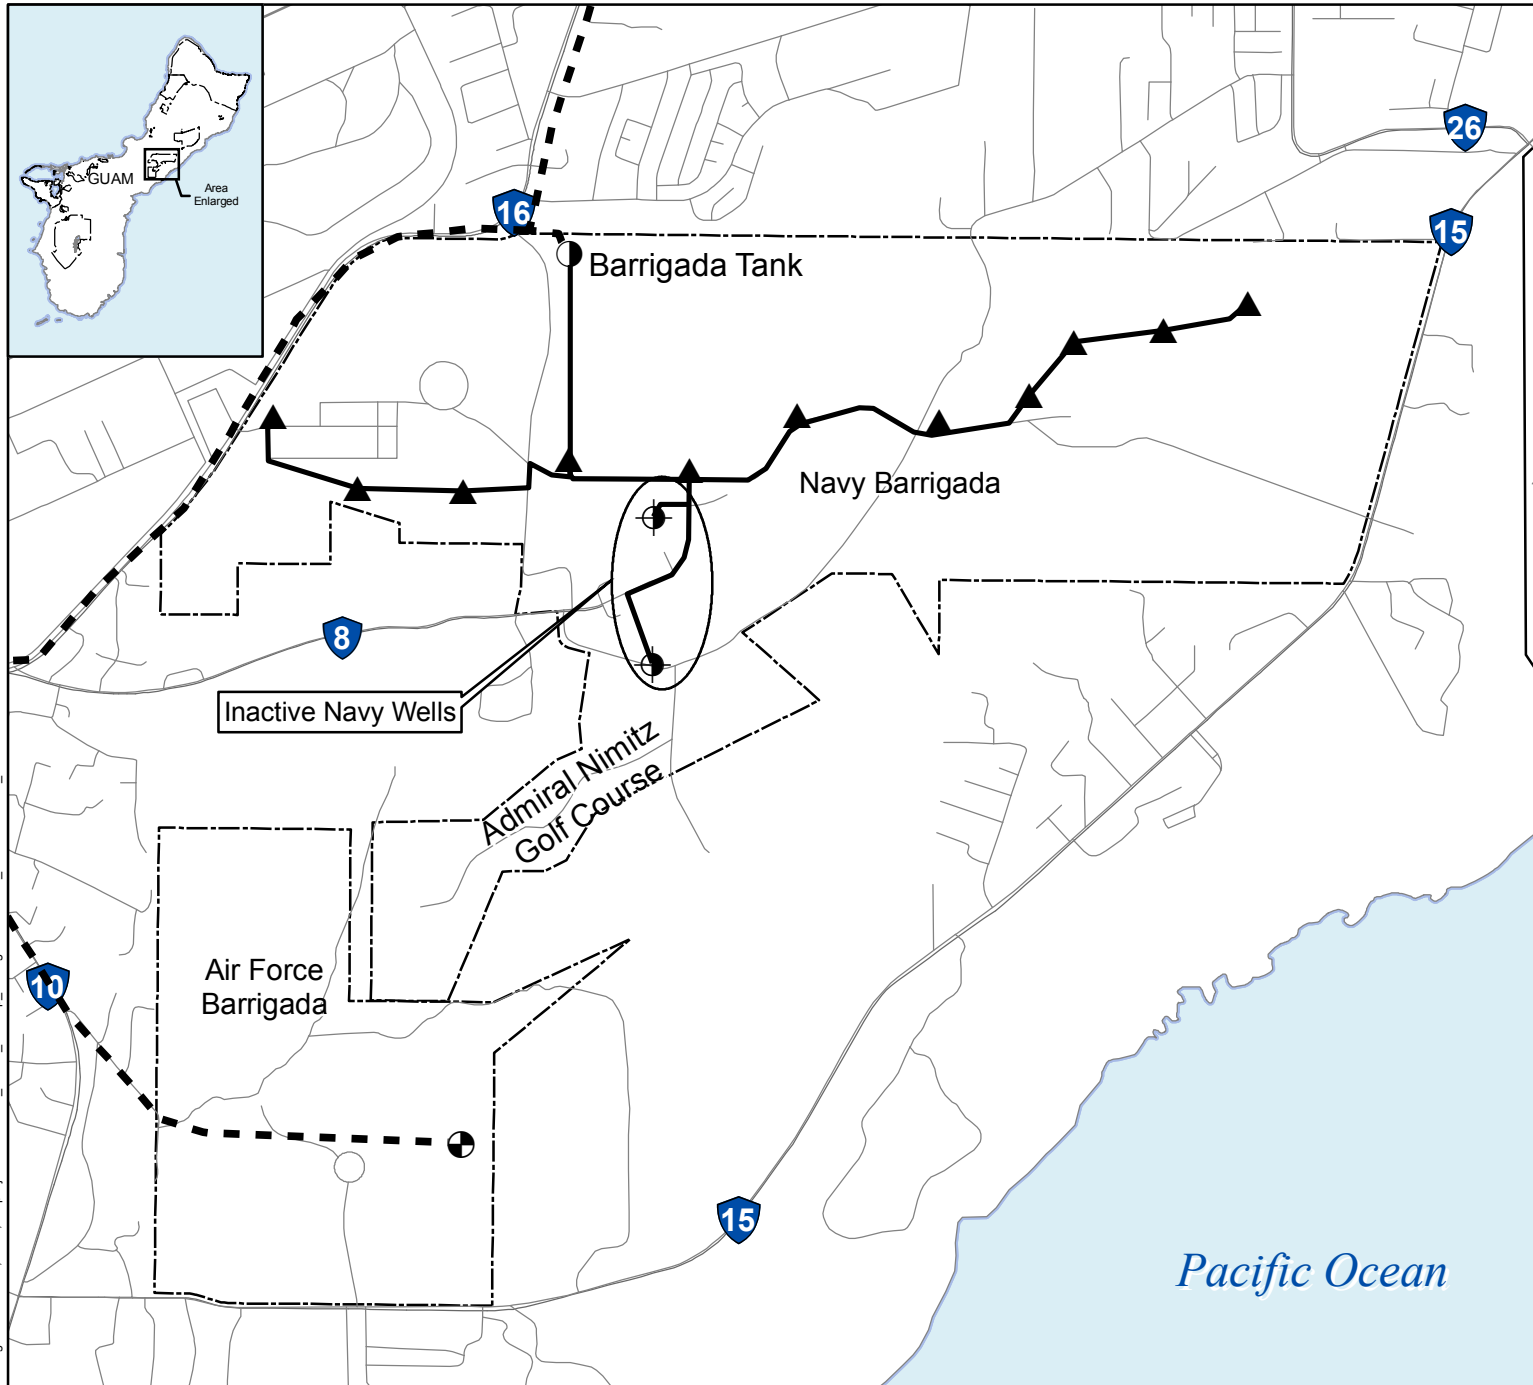 GUAM
Area
Enlarged
26
16
15
Barrigada Tank
Navy Barrigada
8
Inactive Navy Wells
Admiral Nimitz
Golf Course
Air Force
Barrigada
10
15
Pacific Ocean